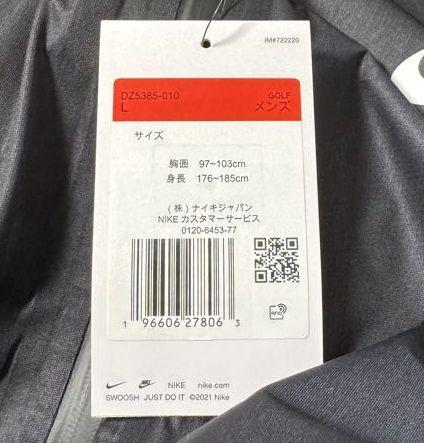 IM#722220
DZ5385-010 GOLF
L メンズ
サイズ
胸囲 97~103cm
身長 176~185cm
(株)ナイキジャパン
NIKE カスタマーサービス
0120-6453-77
1 96606 27806 3
RFID
NIKE nike.com
SWOOSH JUST DO IT ©2021 Nike